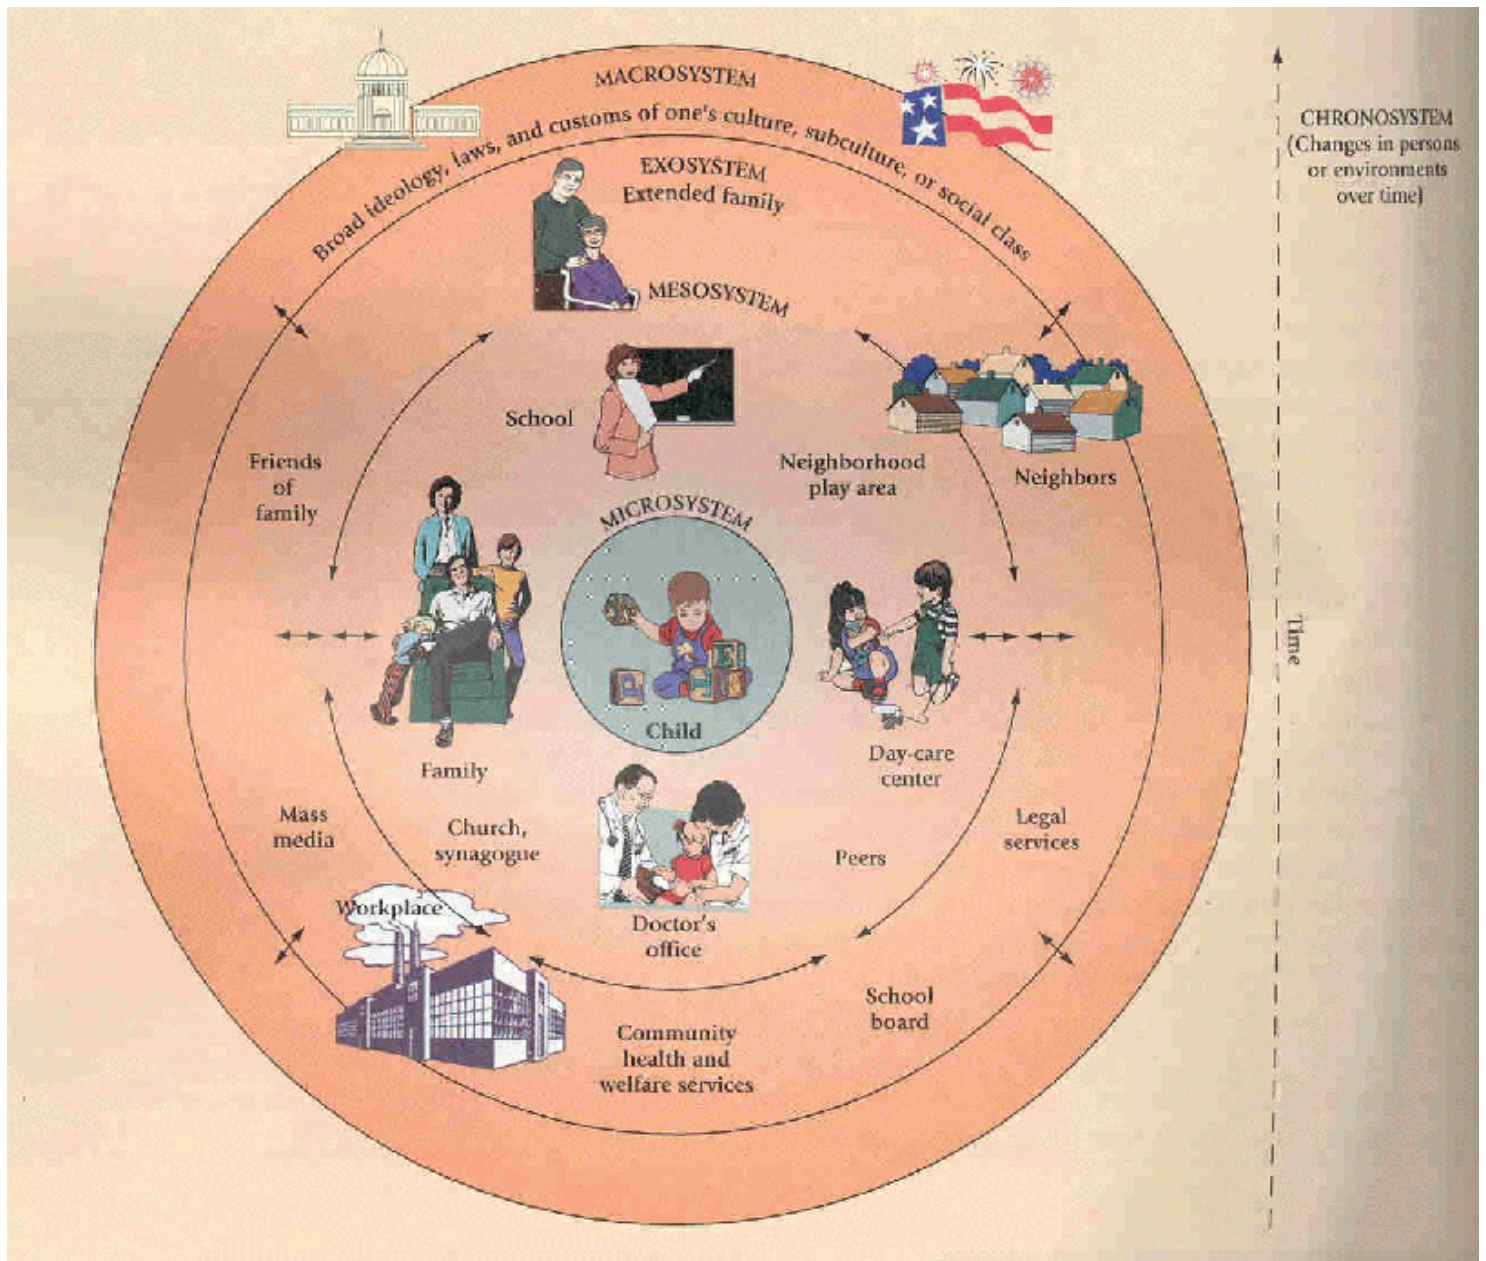 MACROSYSTEM
Broad ideology, laws, and customs of one's culture, subculture, or social class
CHRONOSYSTEM
(Changes in persons
or environments
over time)
EXOSYSTEM
Extended family
MESOSYSTEM
School
Friends
of
family
Neighborhood
play area
Neighbors
MICROSYSTEM
Time
Child
Family
Day-care
center
Mass
media
Church,
synagogue
Peers
Legal
services
Workplace
Doctor's
office
School
board
Community
health and
welfare services